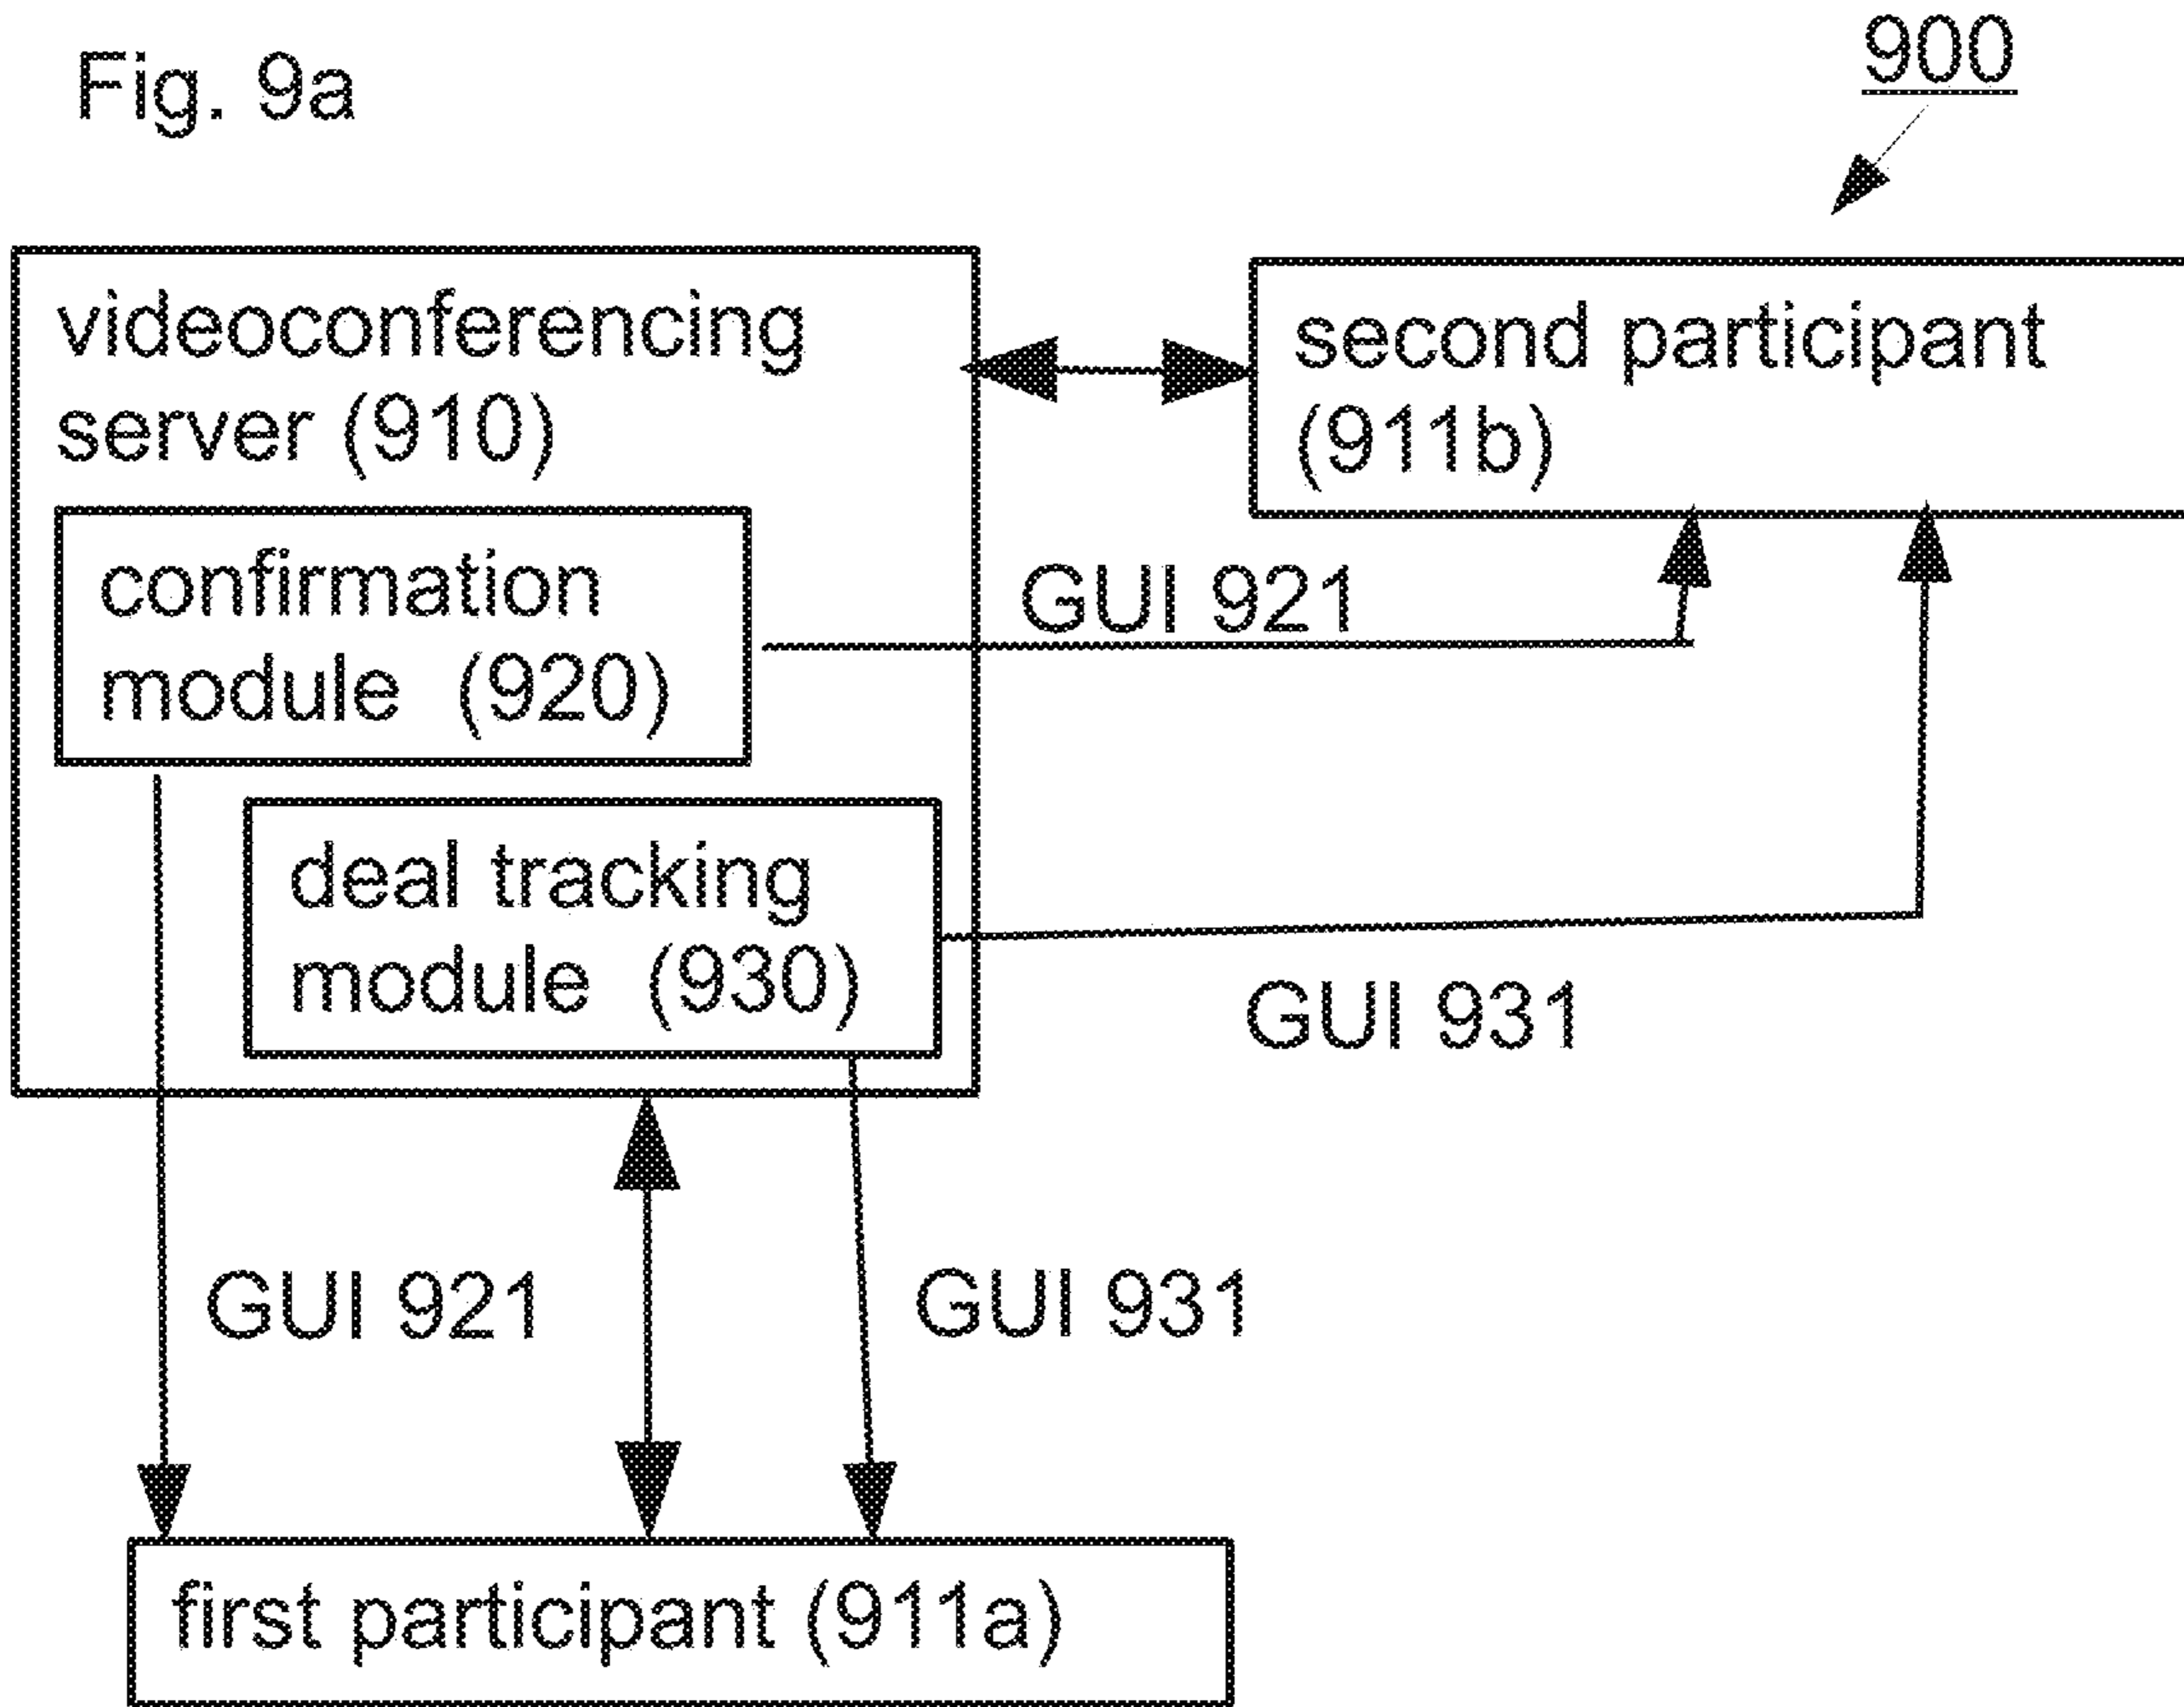 Fig. 9a
900
videoconferencing
server (910)
second participant
(911b)
confirmation
module (920)
GUI 921
deal tracking
module (930)
GUI 931
GUI 921
GUI 931
first participant (911a)